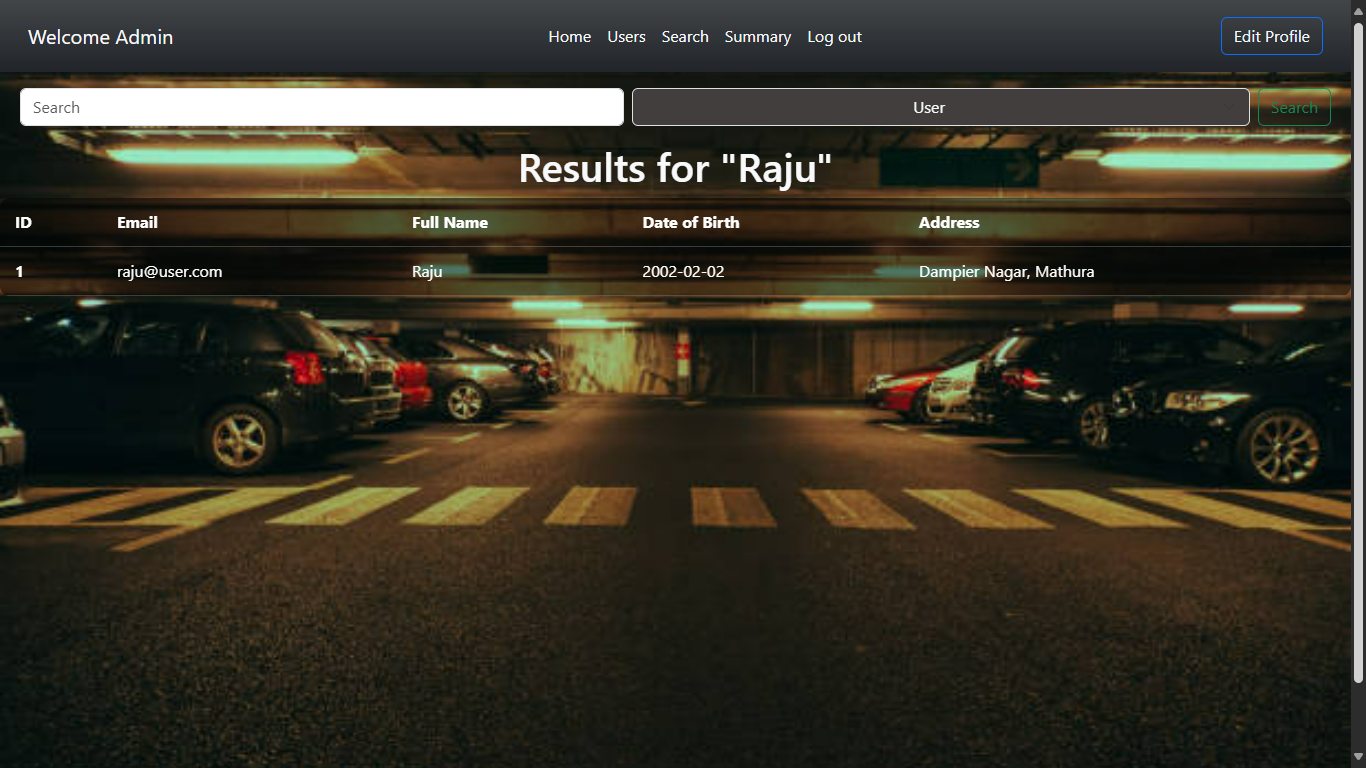 Welcome Admin Home Users Search Summary Log out Edit Profile
Search User Search
Results for "Raju"
ID Email Full Name Date of Birth Address
1 raju@user.com Raju 2002-02-02 Dampier Nagar, Mathura